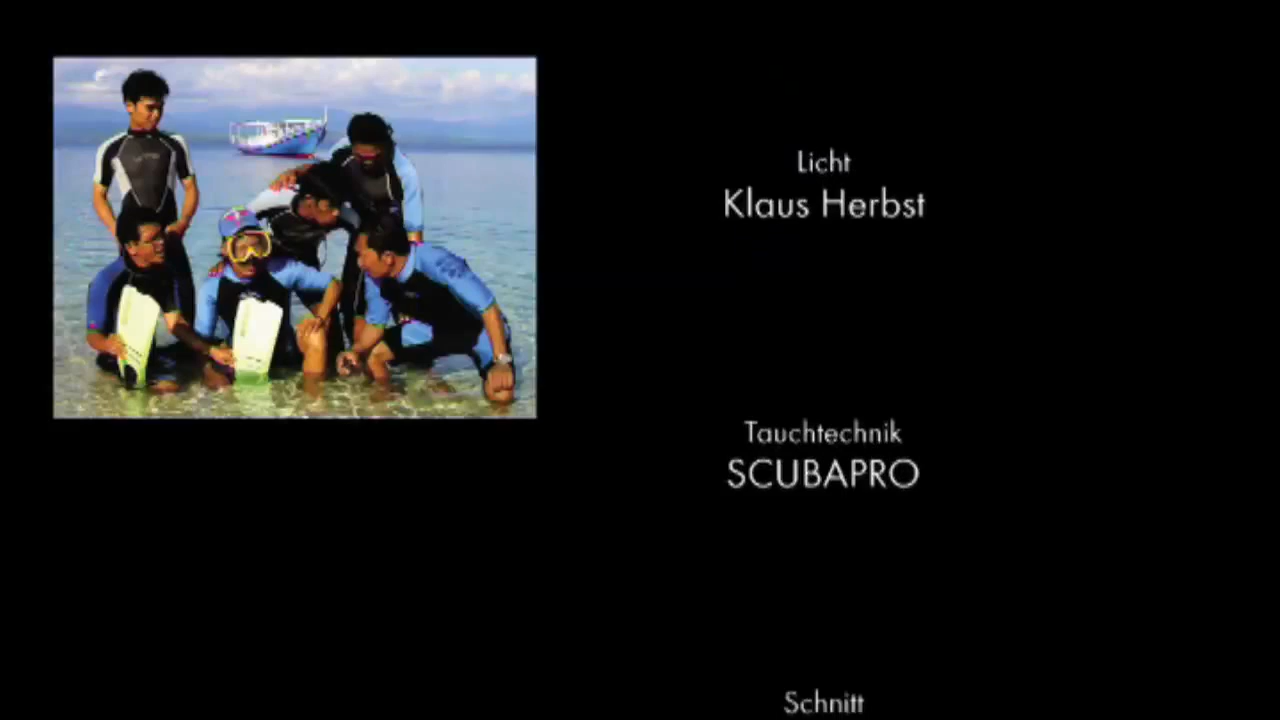 Licht
Klaus Herbst
Tauchtechnik
SCUBAPRO
Schnitt